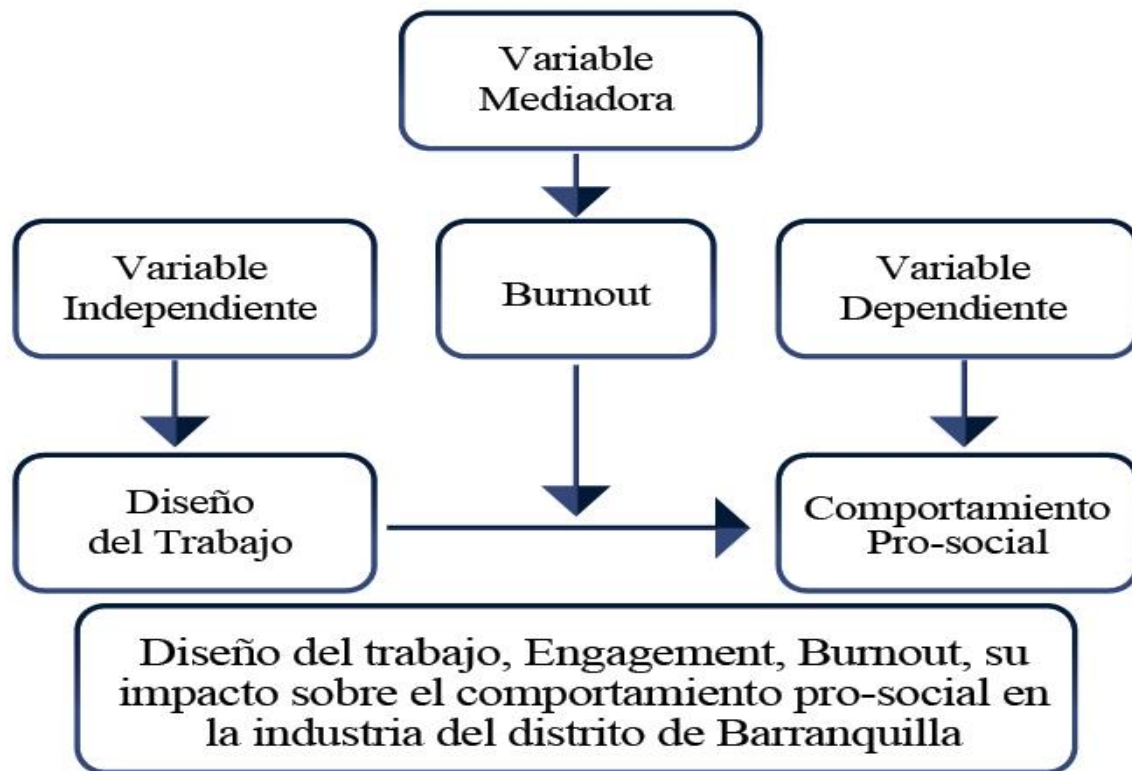 Variable
Mediadora
Variable
Independiente
Burnout
Variable
Dependiente
Diseño
del Trabajo
Comportamiento
Pro-social
Diseño del trabajo, Engagement, Burnout, su
impacto sobre el comportamiento pro-social en
la industria del distrito de Barranquilla